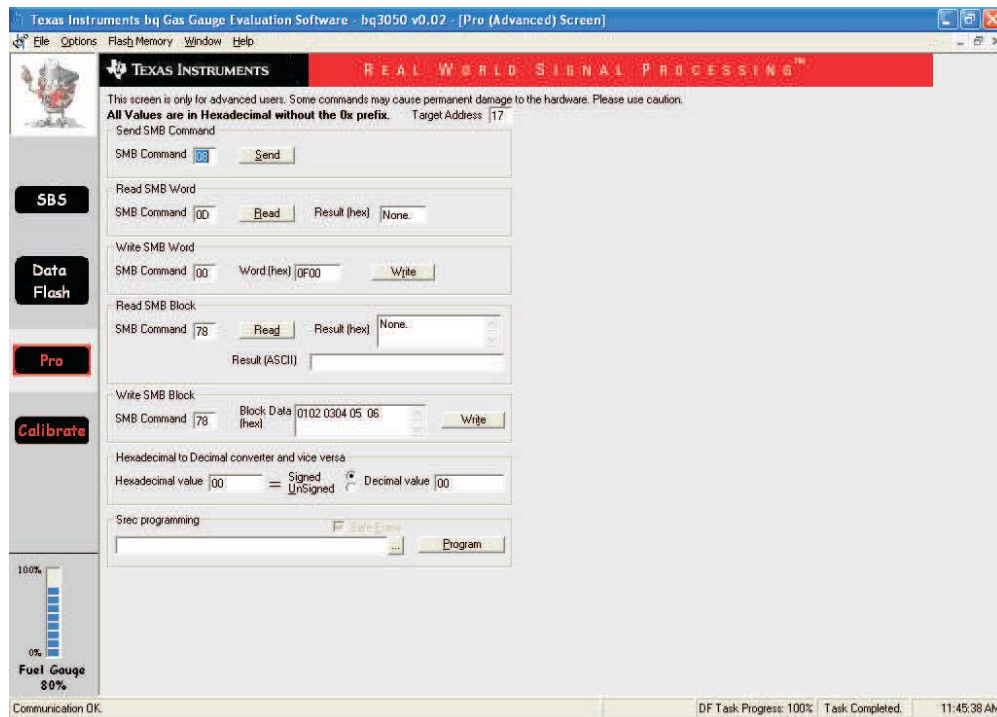 Texas Instruments bq Gas Gauge Evaluation Software - bq3050 v0.02 - [Pro (Advanced) Screen]
File Options Flash Memory Window Help
TEXAS INSTRUMENTS
REAL WORLD SIGNAL PROCESSING™
This screen is only for advanced users. Some commands may cause permanent damage to the hardware. Please use caution.
All Values are in Hexadecimal without the 0x prefix. Target Address 17
Send SMB Command
SMB Command 08 Send
Read SMB Word
SMB Command 0D Read Result (hex) None.
Write SMB Word
SMB Command 00 Word (hex) 0F00 Write
Read SMB Block
SMB Command 78 Read Result (hex) None.
Result (ASCII)
Write SMB Block
SMB Command 78 Block Data (hex) 0102 0304 05 06 Write
Hexadecimal to Decimal converter and vice versa
Hexadecimal value 00 = Signed UnSigned Decimal value 00
Srec programming Safe Erase
... Program
SBS
Data
Flash
Pro
Calibrate
100%
0%
Fuel Gauge
80%
Communication OK. DF Task Progress: 100% Task Completed. 11:45:38 AM